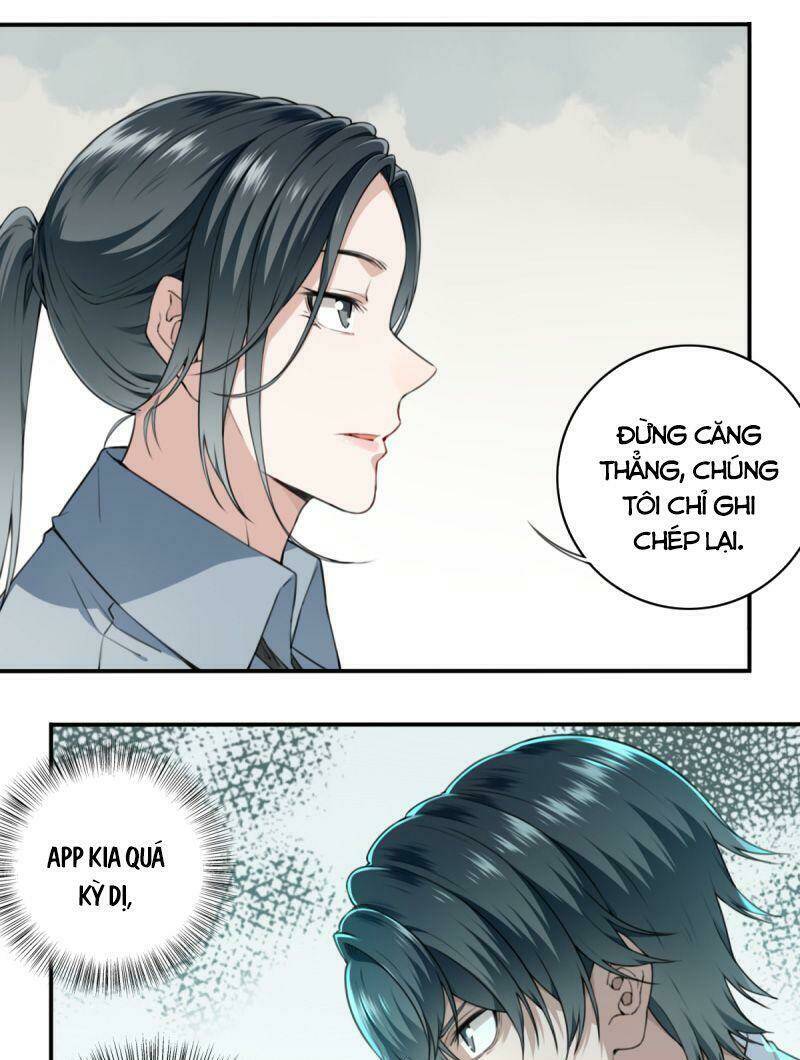 ĐỪNG CĂNG
THẲNG, CHÚNG
TÔI CHỈ GHI
CHÉP LẠI.
APP KIA QUÁ
KỲ DỊ,